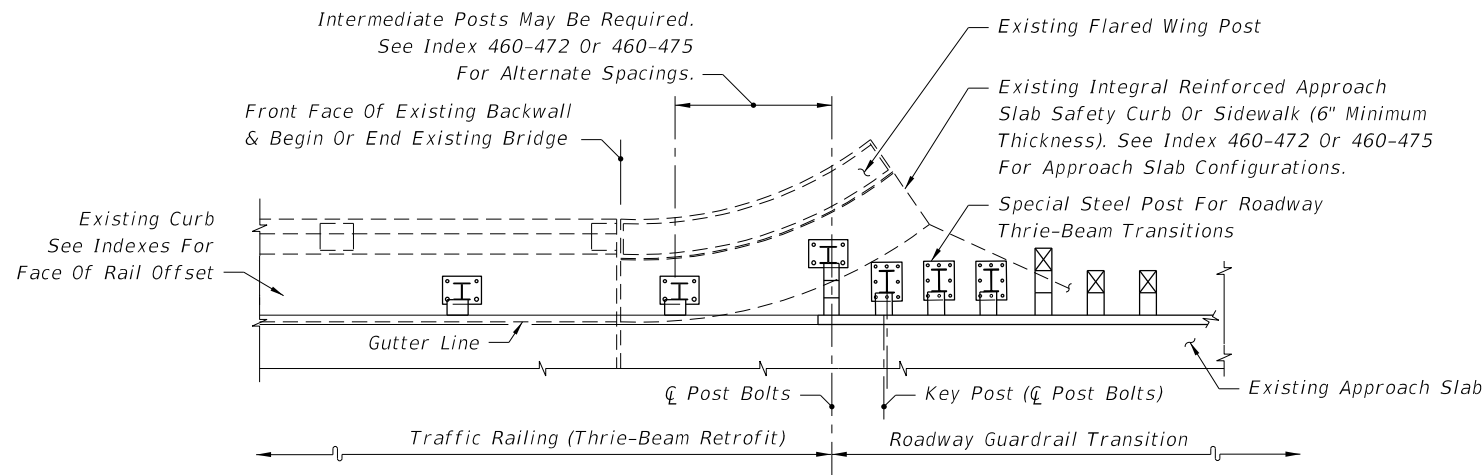 Intermediate Posts May Be Required.
See Index 460-472 Or 460-475
For Alternate Spacings.
Existing Flared Wing Post
Front Face Of Existing Backwall
& Begin Or End Existing Bridge
Existing Integral Reinforced Approach
Slab Safety Curb Or Sidewalk (6" Minimum
Thickness). See Index 460-472 Or 460-475
For Approach Slab Configurations.
Existing Curb
See Indexes For
Face Of Rail Offset
Special Steel Post For Roadway
Thrie-Beam Transitions
Gutter Line
℄ Post Bolts
Key Post (℄ Post Bolts)
Existing Approach Slab
Traffic Railing (Thrie-Beam Retrofit)
Roadway Guardrail Transition